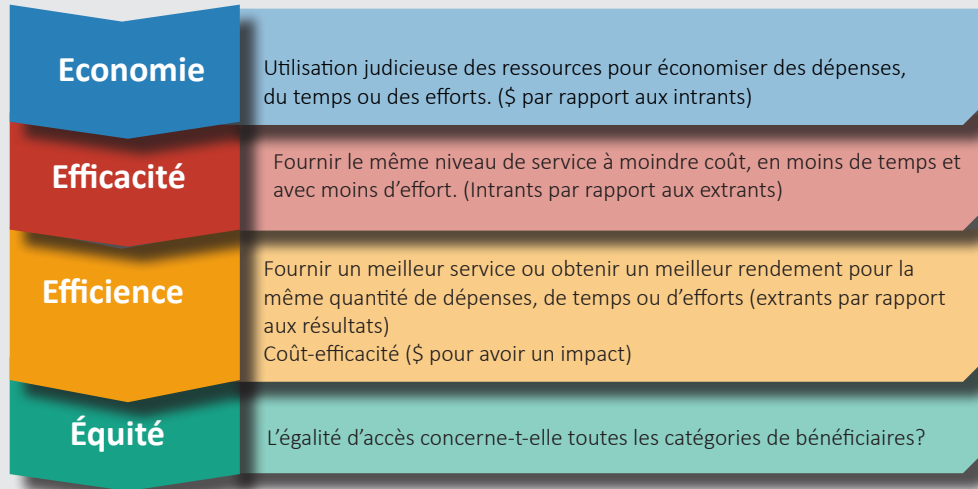 Economie
Utilisation judicieuse des ressources pour économiser des dépenses,
du temps ou des efforts. ($ par rapport aux intrants)
Efficacité
Fournir le même niveau de service à moindre coût, en moins de temps et
avec moins d’effort. (Intrants par rapport aux extrants)
Efficience
Fournir un meilleur service ou obtenir un meilleur rendement pour la
même quantité de dépenses, de temps ou d’efforts (extrants par rapport
aux résultats)
Coût-efficacité ($ pour avoir un impact)
Équité
L’égalité d’accès concerne-t-elle toutes les catégories de bénéficiaires?